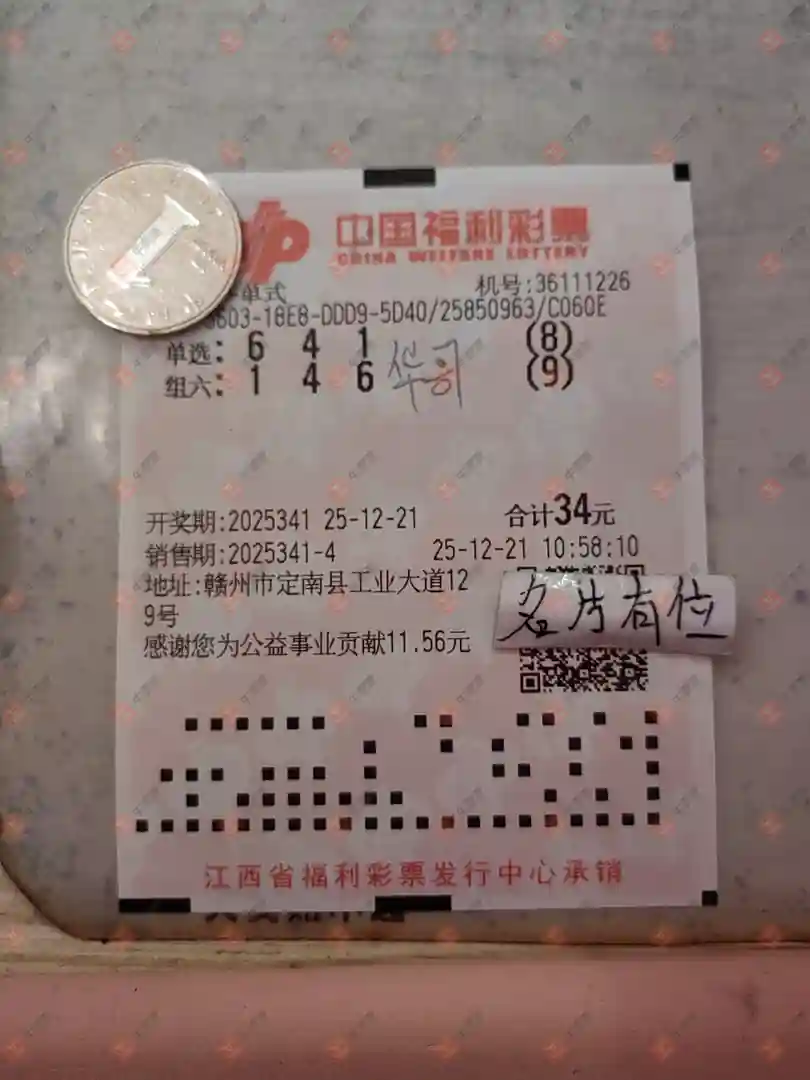 中国福利彩票
CHINA WELFARE LOTTERY
单式 机号:36111226
603-18E8-DDD9-5D40/25850963/C060E
单选: 6 4 1 (8)
组六: 1 4 6 华哥 (9)
开奖期:2025341 25-12-21 合计34元
销售期:2025341-4 25-12-21 10:58:10
地址:赣州市定南县工业大道12
9号
名片有位
感谢您为公益事业贡献11.56元
江西省福利彩票发行中心承销